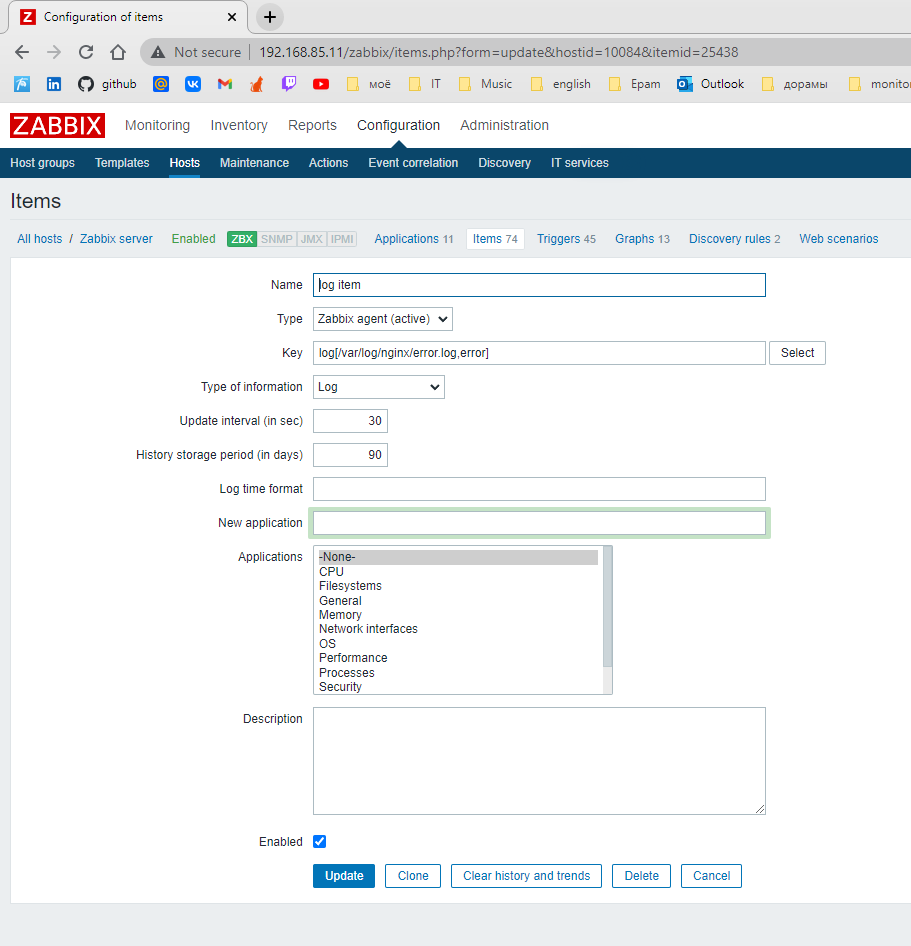 Z Configuration of items
Not secure 192.168.85.11/zabbix/items.php?form=update&hostid=10084&itemid=25438
github моё IT Music english Epam Outlook дорамы monitor
ZABBIX Monitoring Inventory Reports Configuration Administration
Host groups Templates Hosts Maintenance Actions Event correlation Discovery IT services
Items
All hosts / Zabbix server Enabled ZBX SNMP JMX IPMI Applications 11 Items 74 Triggers 45 Graphs 13 Discovery rules 2 Web scenarios
Name log item
Type Zabbix agent (active)
Key log[/var/log/nginx/error.log,error] Select
Type of information Log
Update interval (in sec) 30
History storage period (in days) 90
Log time format
New application
Applications -None-
CPU
Filesystems
General
Memory
Network interfaces
OS
Performance
Processes
Security
Description
Enabled
Update Clone Clear history and trends Delete Cancel